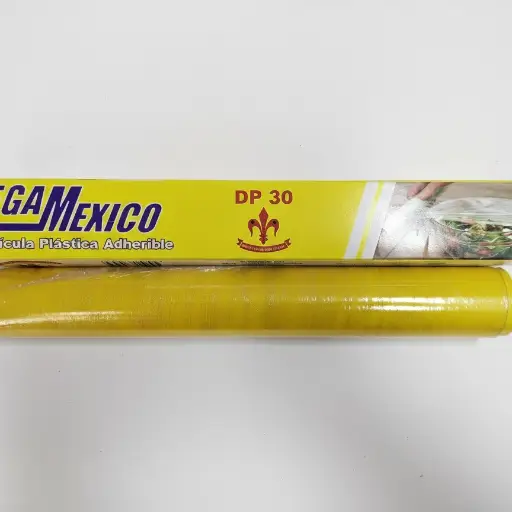 EGAMEXICO
ícula Plástica Adherible
DP 30